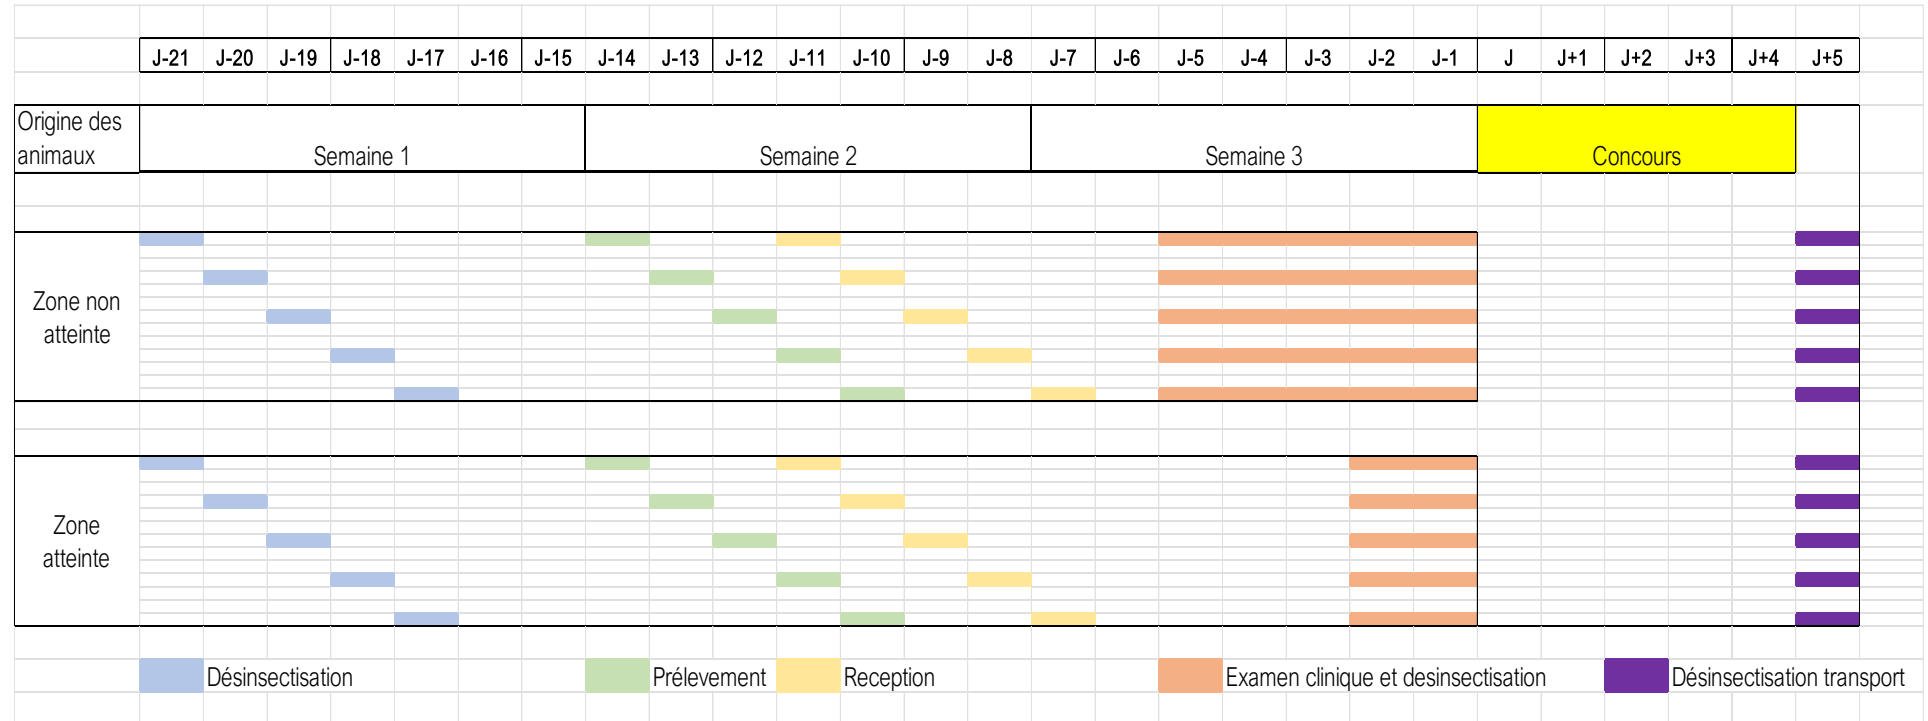 J-21 J-20 J-19 J-18 J-17 J-16 J-15 J-14 J-13 J-12 J-11 J-10 J-9 J-8 J-7 J-6 J-5 J-4 J-3 J-2 J-1 J J+1 J+2 J+3 J+4 J+5
Origine des
animaux
Semaine 1 Semaine 2 Semaine 3 Concours
Zone non
atteinte
Zone
atteinte
Désinsectisation Prélevement Reception Examen clinique et desinsectisation Désinsectisation transport